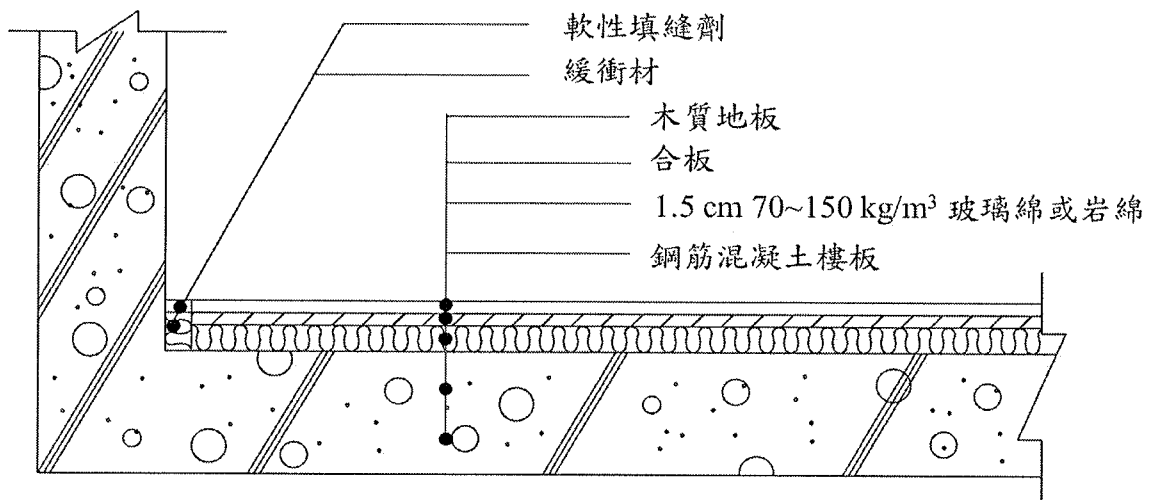 軟性填縫劑
緩衝材
木質地板
合板
1.5 cm 70~150 kg/m³ 玻璃綿或岩綿
鋼筋混凝土樓板